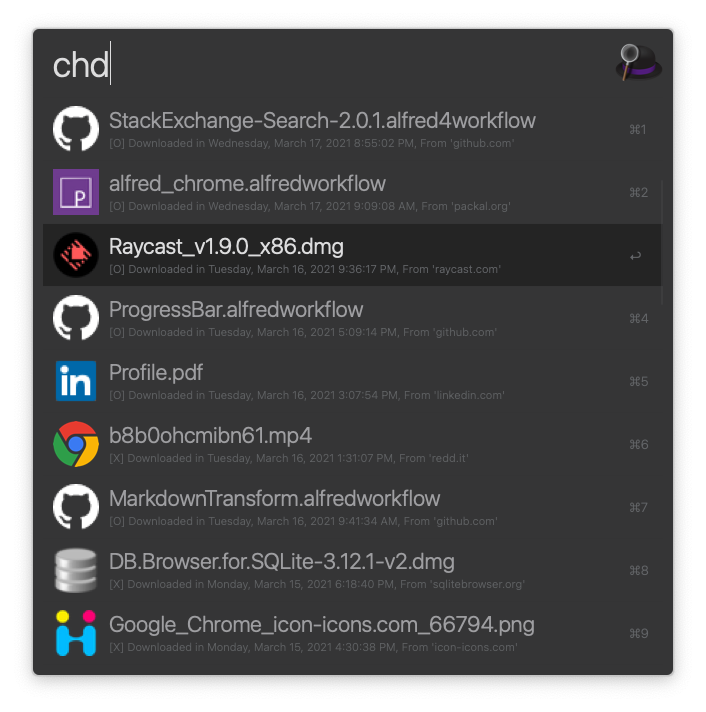 chd
StackExchange-Search-2.0.1.alfred4workflow
⌘1
[O] Downloaded in Wednesday, March 17, 2021 8:55:02 PM, From 'github.com'
P
alfred_chrome.alfredworkflow
⌘2
[O] Downloaded in Wednesday, March 17, 2021 9:09:08 AM, From 'packal.org'
Raycast_v1.9.0_x86.dmg
↩
[O] Downloaded in Tuesday, March 16, 2021 9:36:17 PM, From 'raycast.com'
ProgressBar.alfredworkflow
⌘4
[O] Downloaded in Tuesday, March 16, 2021 5:09:14 PM, From 'github.com'
in
Profile.pdf
⌘5
[O] Downloaded in Tuesday, March 16, 2021 3:07:54 PM, From 'linkedin.com'
b8b0ohcmibn61.mp4
⌘6
[X] Downloaded in Tuesday, March 16, 2021 1:31:07 PM, From 'redd.it'
MarkdownTransform.alfredworkflow
⌘7
[O] Downloaded in Tuesday, March 16, 2021 9:41:34 AM, From 'github.com'
DB.Browser.for.SQLite-3.12.1-v2.dmg
⌘8
[X] Downloaded in Monday, March 15, 2021 6:18:40 PM, From 'sqlitebrowser.org'
Google_Chrome_icon-icons.com_66794.png
⌘9
[X] Downloaded in Monday, March 15, 2021 4:30:38 PM, From 'icon-icons.com'